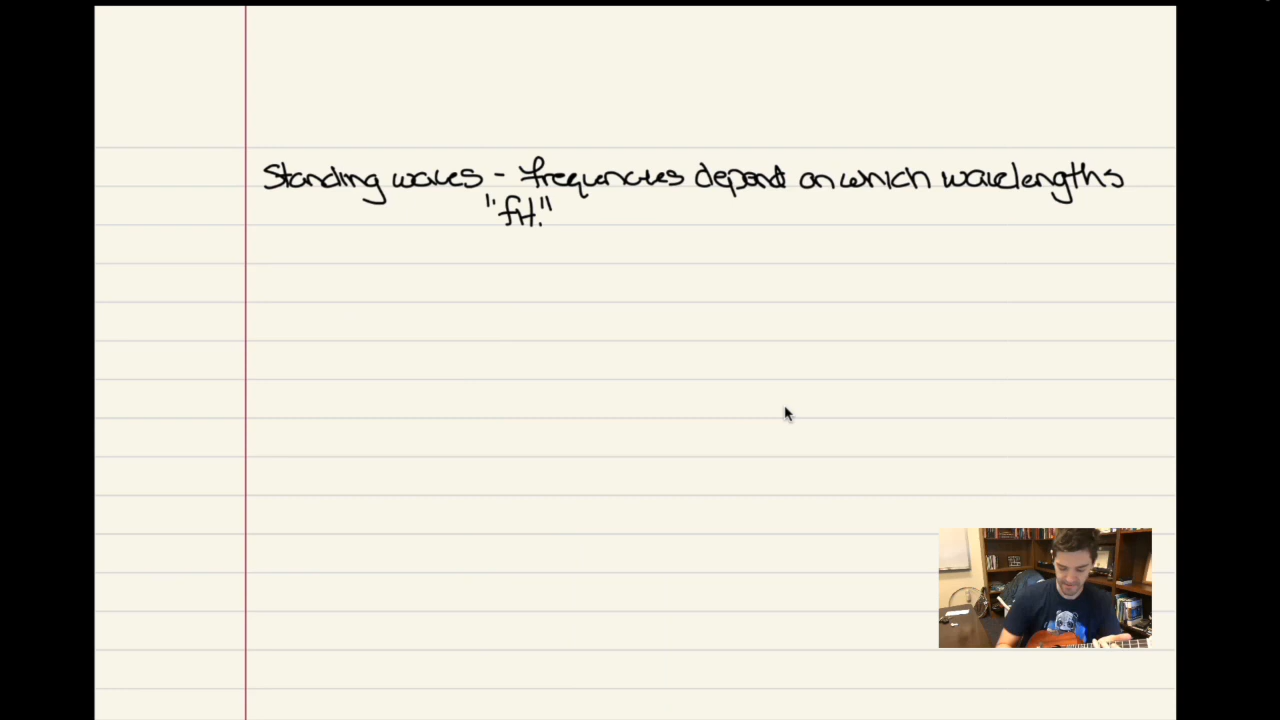 Standing waves - frequencies depend on which wavelengths
"fit."